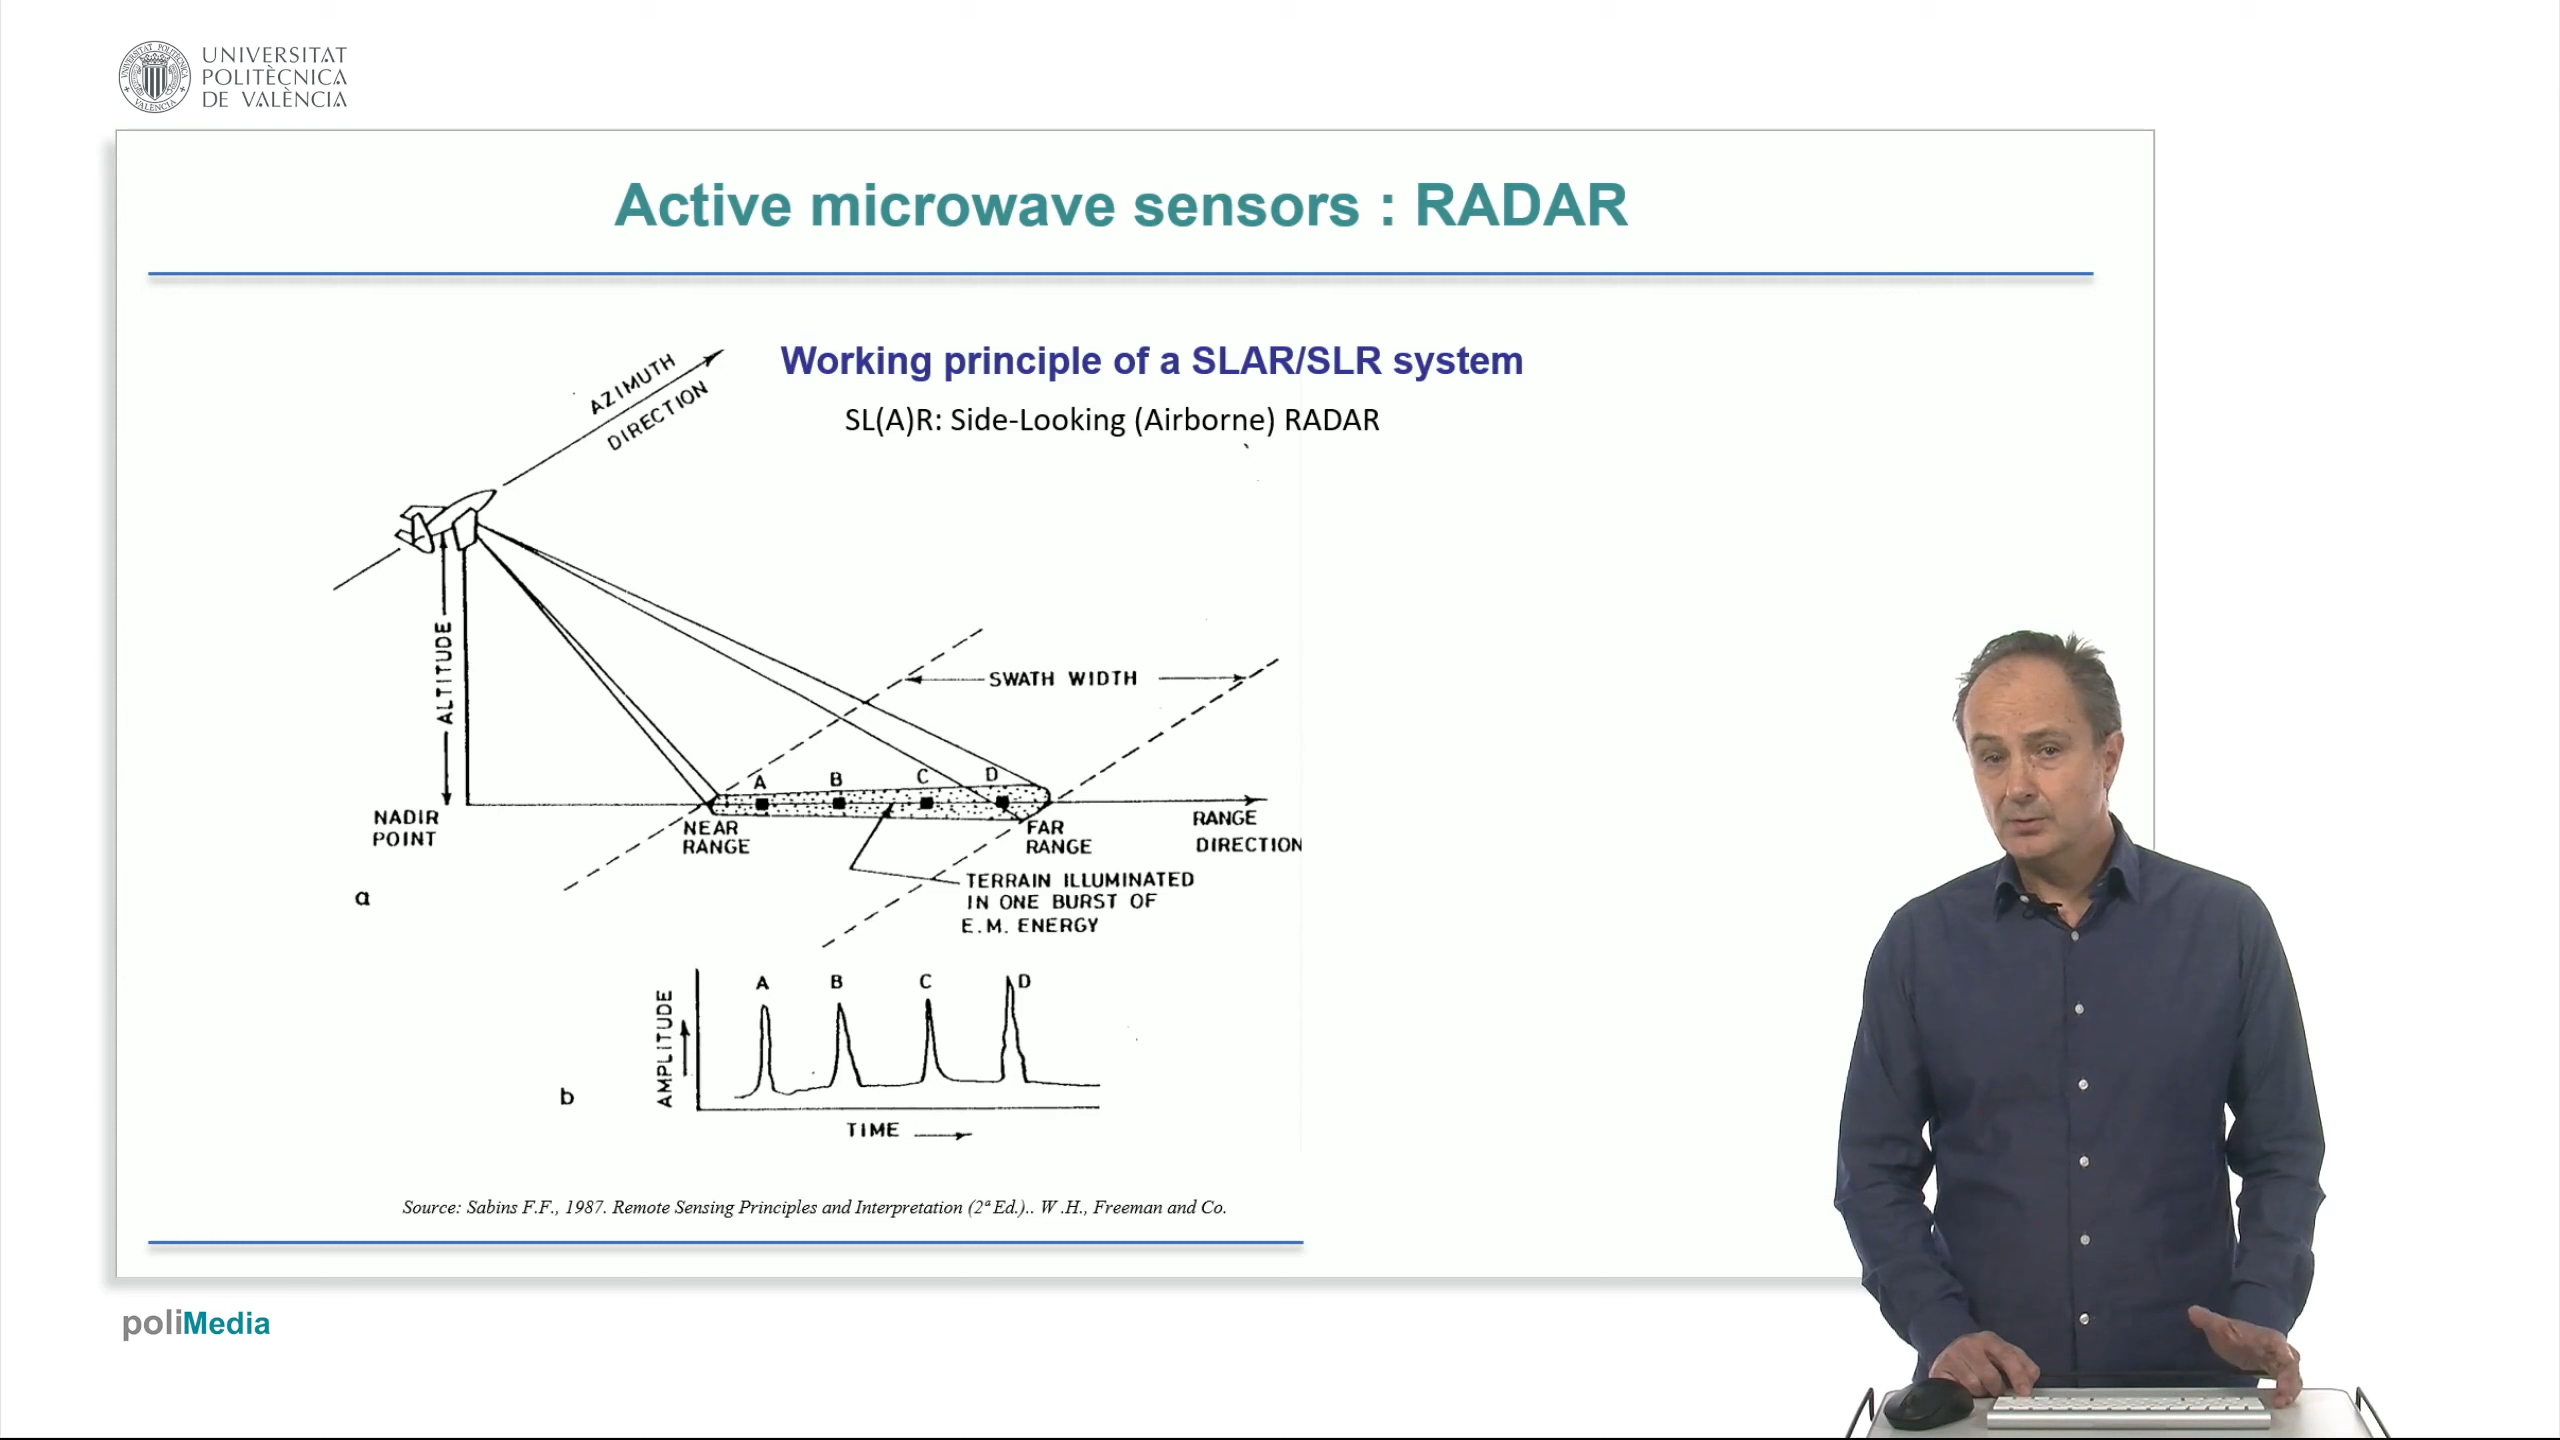 UNIVERSITAT
POLITÈCNICA
DE VALÈNCIA
Active microwave sensors : RADAR
Working principle of a SLAR/SLR system
SL(A)R: Side-Looking (Airborne) RADAR
AZIMUTH
DIRECTION
ALTITUDE
SWATH WIDTH
A B C D
NADIR
POINT
NEAR
RANGE
FAR
RANGE
RANGE
DIRECTION
TERRAIN ILLUMINATED
IN ONE BURST OF
E.M. ENERGY
a
A B C D
AMPLITUDE
b
TIME
Source: Sabins F.F., 1987. Remote Sensing Principles and Interpretation (2ª Ed.).. W .H., Freeman and Co.
poliMedia